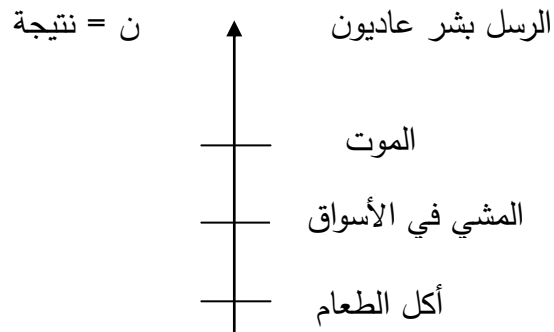 الرسل بشر عاديون ن = نتيجة
الموت
المشي في الأسواق
أكل الطعام